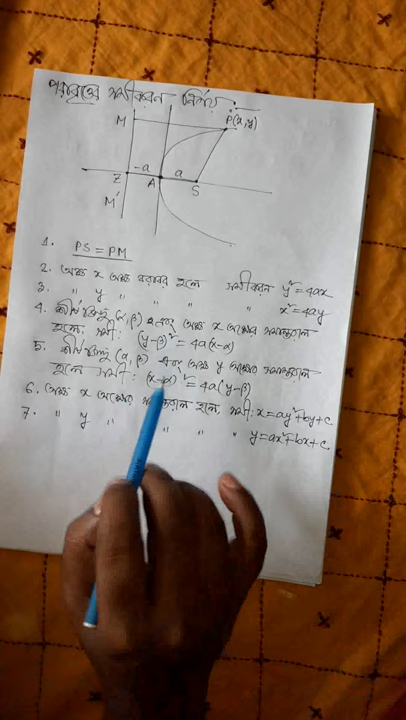 পরাবৃত্তের সমীকরণ নির্ণয় :
M P(x,y)
-a a
Z A S
M'
1. PS = PM
2. অক্ষ x অক্ষ বরাবর হলে সমীকরণ y² = 4ax
3. " y " " " " x² = 4ay
4. শীর্ষবিন্দু (α, β) এবং অক্ষ x অক্ষের সমান্তরাল
হলে, সমী: (y-β)² = 4a(x-α)
5. শীর্ষবিন্দু (α, β) এবং অক্ষ y অক্ষের সমান্তরাল
হলে সমী: (x-α)² = 4a(y-β)
6. অক্ষ x অক্ষের সমান্তরাল হলে, সমী: x = ay²+by+c
7. " y " " " " y = ax²+bx+c